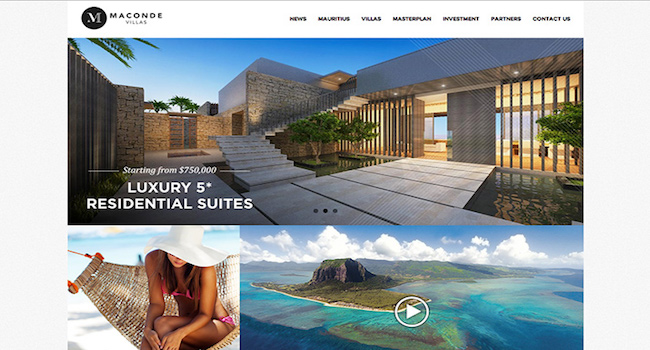 M
MACONDE
VILLAS
NEWS MAURITIUS VILLAS MASTERPLAN INVESTMENT PARTNERS CONTACT US
Starting from $750,000
LUXURY 5*
RESIDENTIAL SUITES